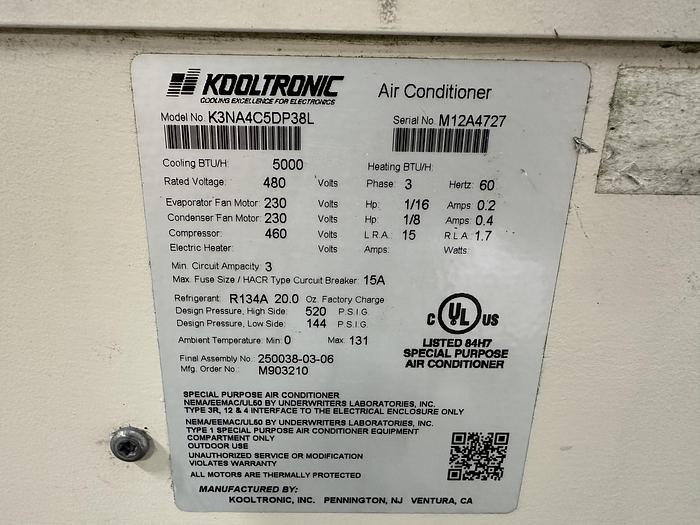 KOOLTRONIC Air Conditioner
COOLING EXCELLENCE FOR ELECTRONICS
Model No. K3NA4C5DP38L Serial No. M12A4727
Cooling BTU/H: 5000 Heating BTU/H:
Rated Voltage: 480 Volts Phase: 3 Hertz: 60
Evaporator Fan Motor: 230 Volts Hp: 1/16 Amps: 0.2
Condenser Fan Motor: 230 Volts Hp: 1/8 Amps: 0.4
Compressor: 460 Volts L.R.A.: 15 R.L.A.: 1.7
Electric Heater: Volts Amps: Watts:
Min. Circuit Ampacity: 3
Max. Fuse Size / HACR Type Curcuit Breaker: 15A
Refrigerant: R134A 20.0 Oz. Factory Charge
Design Pressure, High Side: 520 P.S.I.G.
Design Pressure, Low Side: 144 P.S.I.G.
Ambient Temperature: Min: 0 Max: 131
Final Assembly No.: 250038-03-06
Mfg. Order No.: M903210
C UL US
LISTED 84H7
SPECIAL PURPOSE
AIR CONDITIONER
SPECIAL PURPOSE AIR CONDITIONER
NEMA/EEMAC/UL50 BY UNDERWRITERS LABORATORIES, INC.
TYPE 3R, 12 & 4 INTERFACE TO THE ELECTRICAL ENCLOSURE ONLY
NEMA/EEMAC/UL50 BY UNDERWRITERS LABORATORIES, INC.
TYPE 1 SPECIAL PURPOSE AIR CONDITIONER EQUIPMENT
COMPARTMENT ONLY
OUTDOOR USE
UNAUTHORIZED SERVICE OR MODIFICATION
VIOLATES WARRANTY
ALL MOTORS ARE THERMALLY PROTECTED
MANUFACTURED BY:
KOOLTRONIC, INC. PENNINGTON, NJ VENTURA, CA